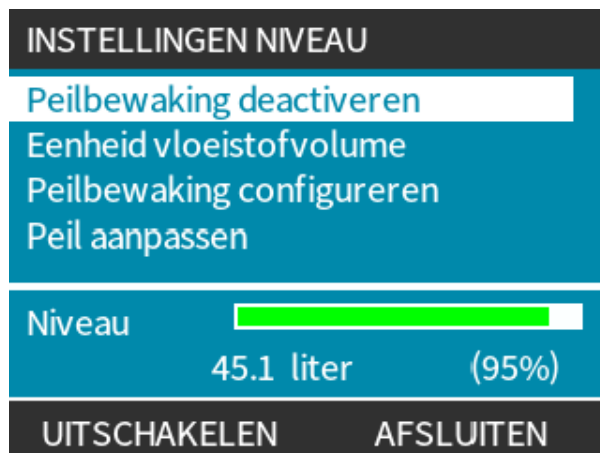 INSTELLINGEN NIVEAU
Peilbewaking deactiveren
Eenheid vloeistofvolume
Peilbewaking configureren
Peil aanpassen
Niveau
45.1 liter (95%)
UITSCHAKELEN AFSLUITEN